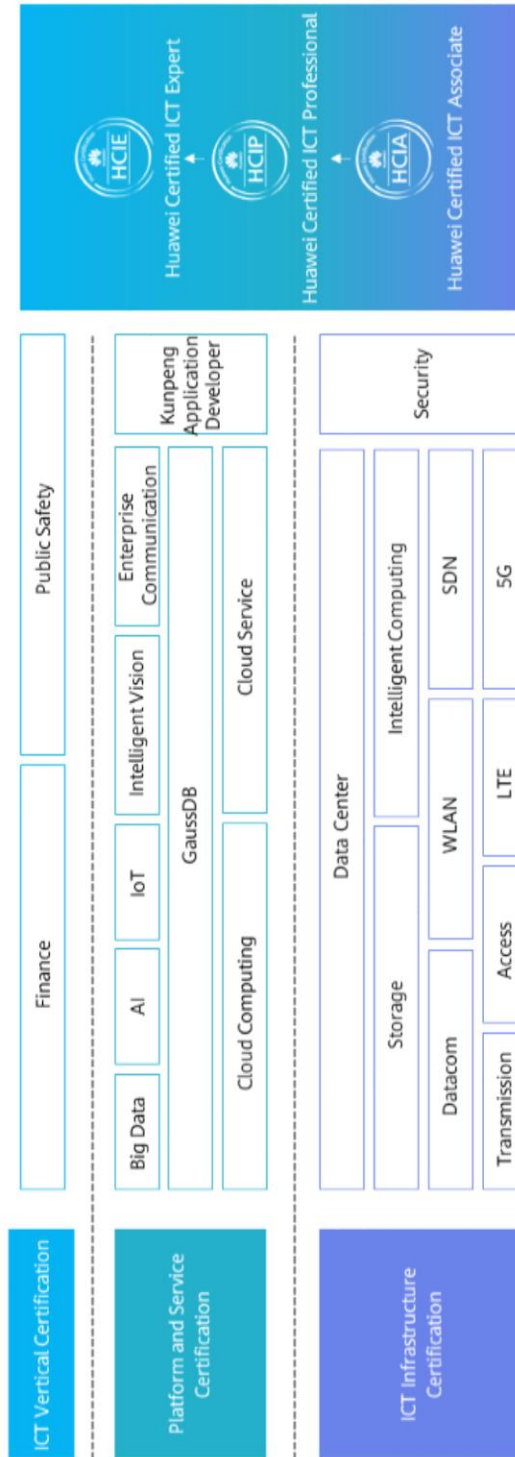 ICT Vertical Certification
Finance
Public Safety
Platform and Service
Certification
Big Data
AI
IoT
Intelligent Vision
Enterprise
Communication
GaussDB
Cloud Computing
Cloud Service
Kunpeng
Application
Developer
ICT Infrastructure
Certification
Data Center
Storage
Intelligent Computing
Datacom
WLAN
SDN
Transmission
Access
LTE
5G
Security
HCIE
Huawei Certified ICT Expert
HCIP
Huawei Certified ICT Professional
HCIA
Huawei Certified ICT Associate